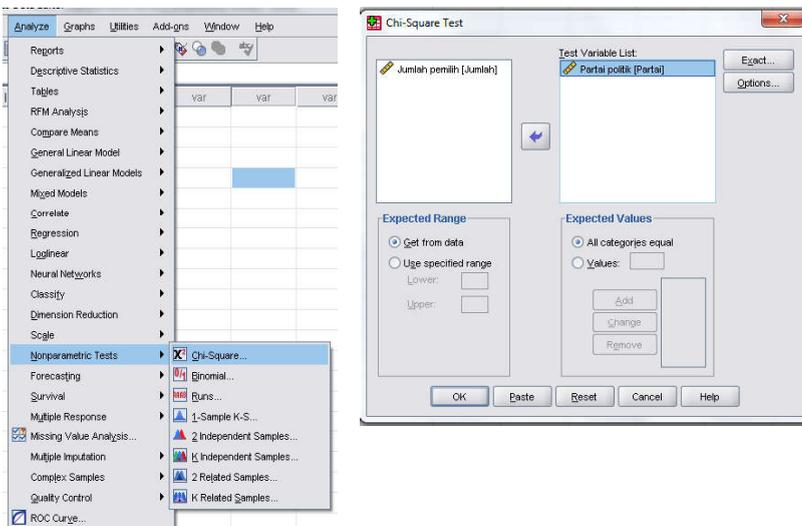 Analyze Graphs Utilities Add-ons Window Help
Reports
Descriptive Statistics
Tables
RFM Analysis
Compare Means
General Linear Model
Generalized Linear Models
Mixed Models
Correlate
Regression
Loglinear
Neural Networks
Classify
Dimension Reduction
Scale
Nonparametric Tests
Forecasting
Survival
Multiple Response
Missing Value Analysis...
Multiple Imputation
Complex Samples
Quality Control
ROC Curve...
var var var
Chi-Square...
Binomial...
Runs...
1-Sample K-S...
2 Independent Samples...
K Independent Samples...
2 Related Samples...
K Related Samples...
Chi-Square Test
Jumlah pemilih [Jumlah]
Test Variable List:
Partai politik [Partai]
Exact...
Options...
Expected Range
Get from data
Use specified range
Lower:
Upper:
Expected Values
All categories equal
Values:
Add
Change
Remove
OK Paste Reset Cancel Help